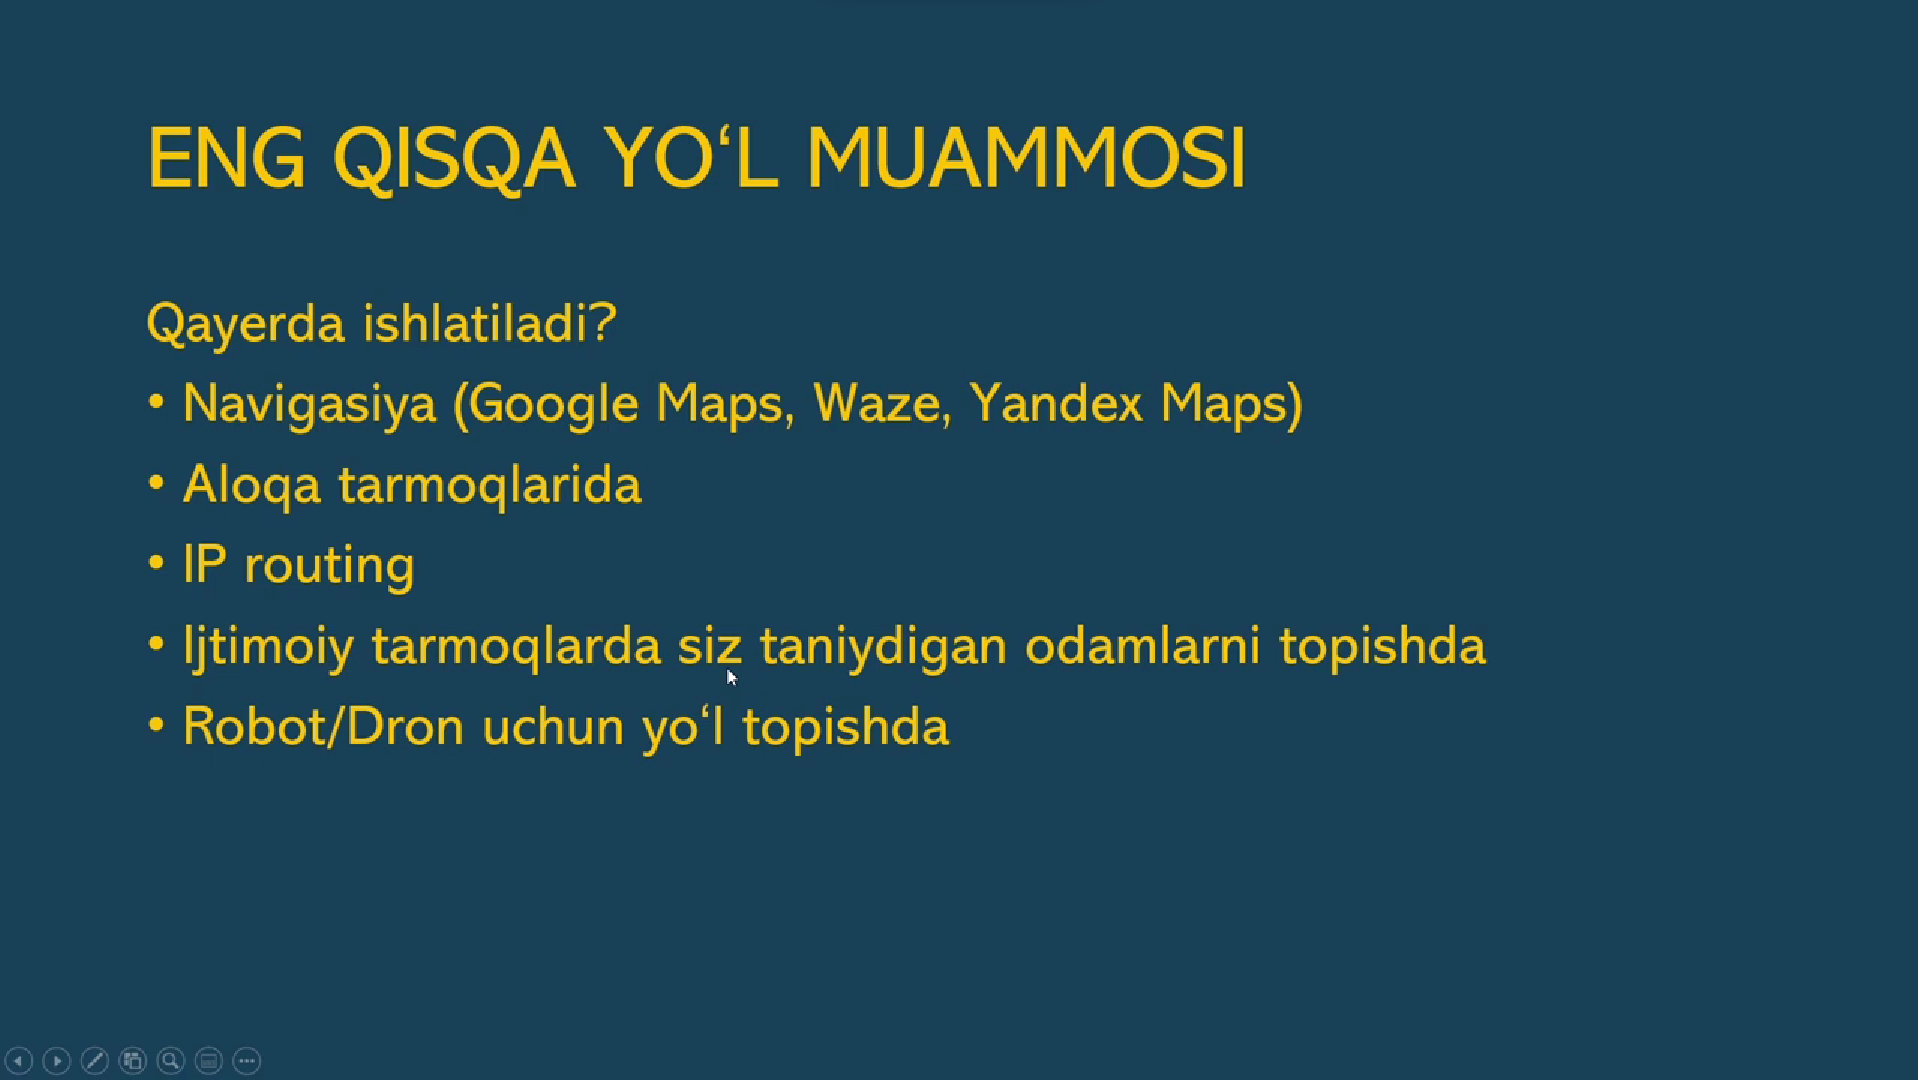 ENG QISQA YO‘L MUAMMOSI
Qayerda ishlatiladi?
• Navigasiya (Google Maps, Waze, Yandex Maps)
• Aloqa tarmoqlarida
• IP routing
• Ijtimoiy tarmoqlarda siz taniydigan odamlarni topishda
• Robot/Dron uchun yo‘l topishda